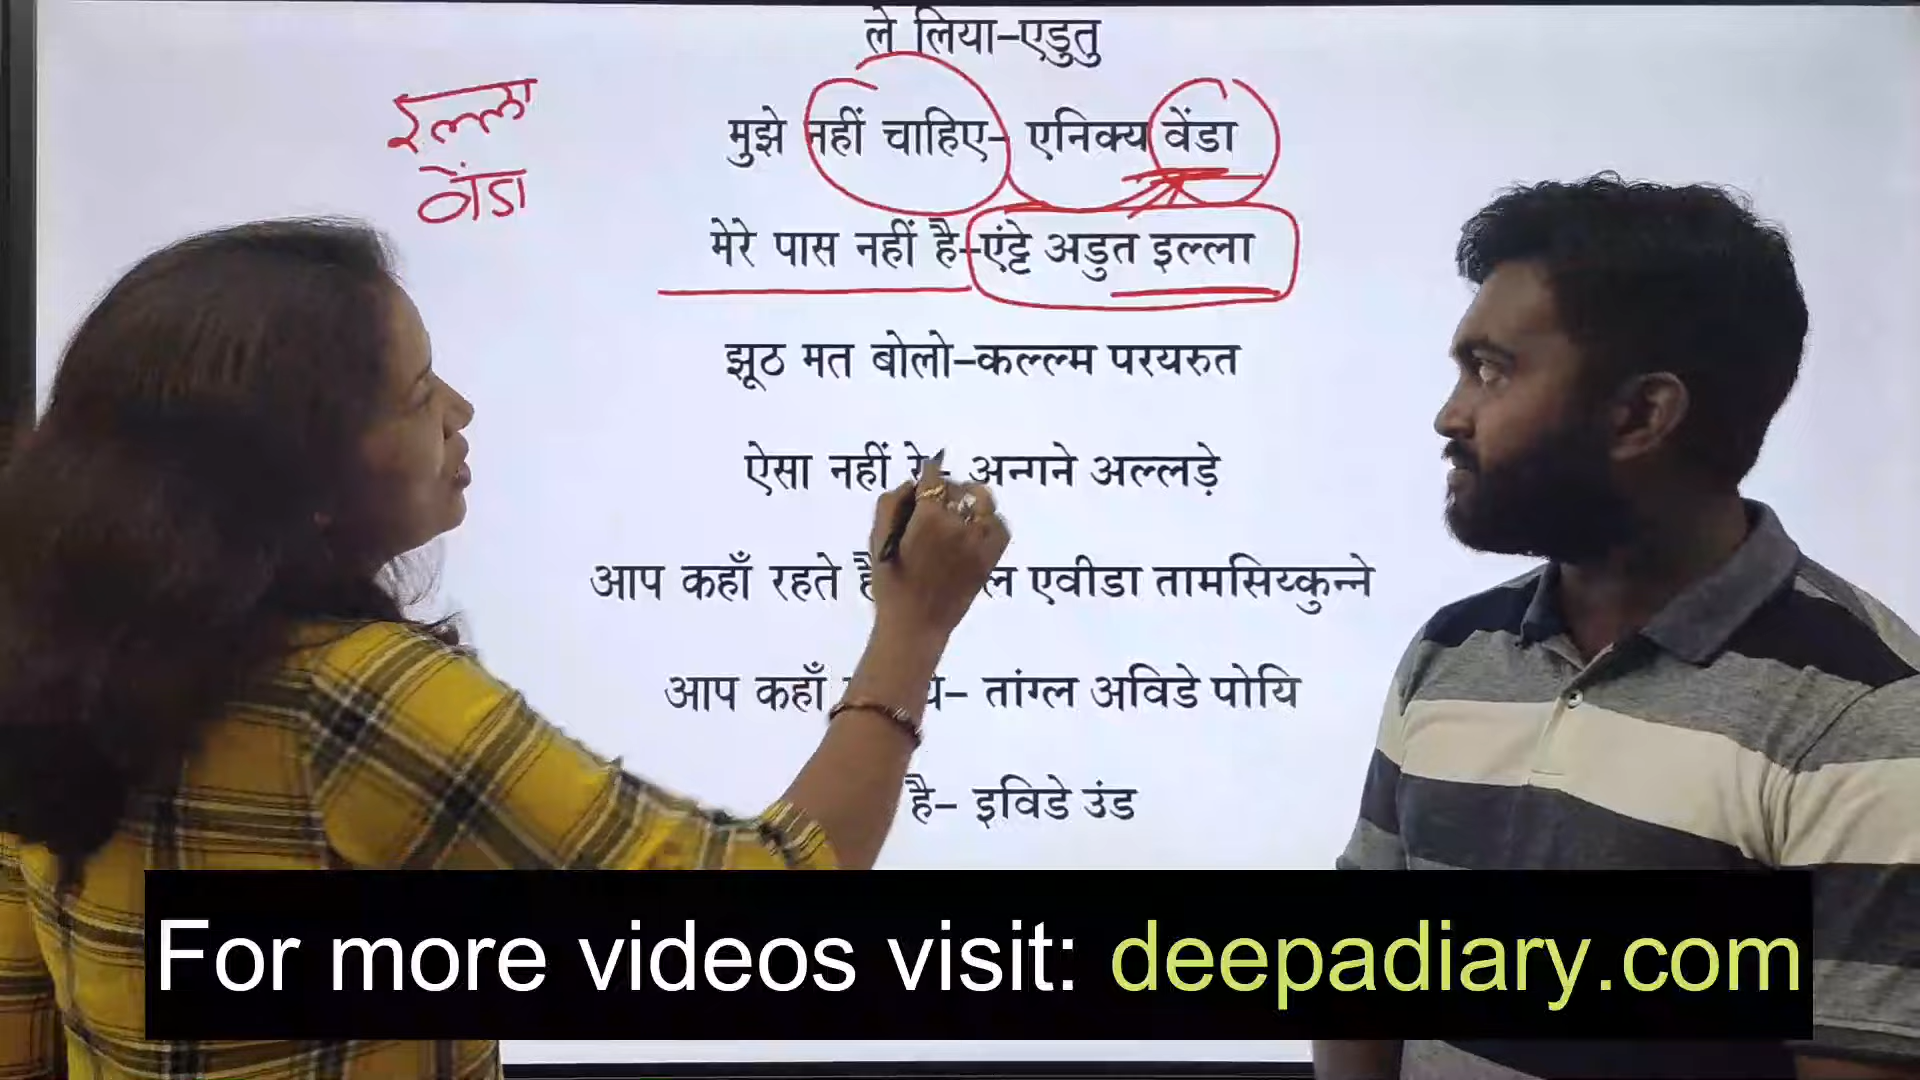 ले लिया–एडुतु
इल्ला
वेंडा
मुझे नहीं चाहिए– एनिक्य वेंडा
मेरे पास नहीं है–एंट्टे अडुत इल्ला
झूठ मत बोलो–कल्ल्म परयरुत
ऐसा नहीं रे– अन्गने अल्लड़े
आप कहाँ रहते एवीडा तामसिय्कुन्ने
आप कहाँ – तांग्ल अविडे पोयि
है– इविडे उंड
For more videos visit: deepadiary.com